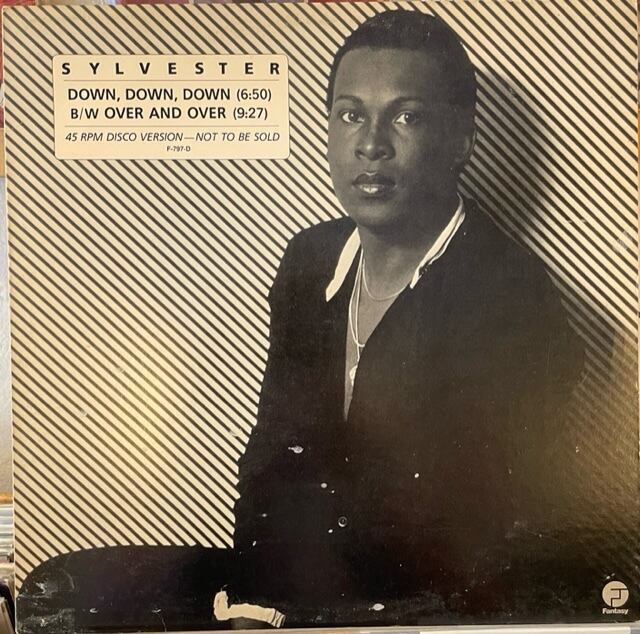 SYLVESTER
DOWN, DOWN, DOWN (6:50)
B/W OVER AND OVER (9:27)
45 RPM DISCO VERSION—NOT TO BE SOLD
F-797-D
Fantasy